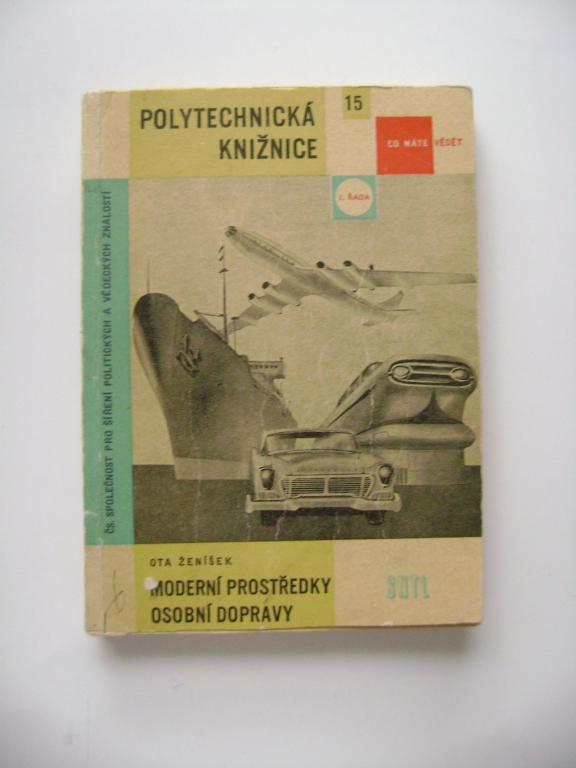 POLYTECHNICKÁ
KNIŽNICE
15
CO MÁTE VĚDĚT
I. ŘADA
ČS. SPOLEČNOST PRO ŠÍŘENÍ POLITICKÝCH A VĚDECKÝCH ZNALOSTÍ
OTA ŽENÍŠEK
MODERNÍ PROSTŘEDKY
OSOBNÍ DOPRAVY
SNTL